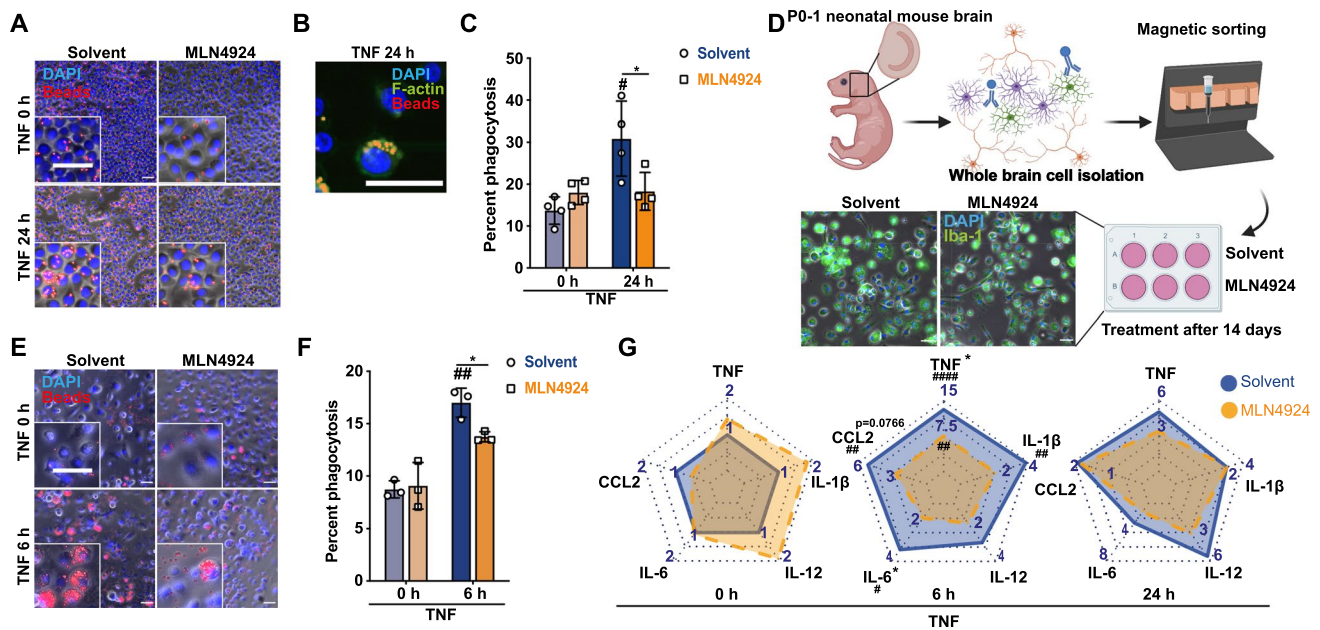 A
Solvent
MLN4924
DAPI
Beads
TNF 0 h
TNF 24 h
B
TNF 24 h
DAPI
F-actin
Beads
C
Percent phagocytosis
50
40
30
20
10
0
#
*
0 h
24 h
TNF
Solvent
MLN4924
D
P0-1 neonatal mouse brain
Magnetic sorting
Whole brain cell isolation
Solvent
MLN4924
DAPI
Iba-1
1 2 3
A
B
Solvent
MLN4924
Treatment after 14 days
E
Solvent
MLN4924
DAPI
Beads
TNF 0 h
TNF 6 h
F
Percent phagocytosis
20
15
10
5
0
##
*
0 h
6 h
TNF
Solvent
MLN4924
G
TNF
2
1
CCL2
2
1
1
2
IL-1β
2
1
1
2
IL-6
IL-12
0 h
TNF *
####
15
7.5
p=0.0766
CCL2
##
6
3
##
IL-1β
##
2
4
2
2
4
4
IL-6*
#
IL-12
6 h
TNF
6
3
2
1
CCL2
4
2
IL-1β
4
3
8
6
IL-6
IL-12
24 h
Solvent
MLN4924
TNF